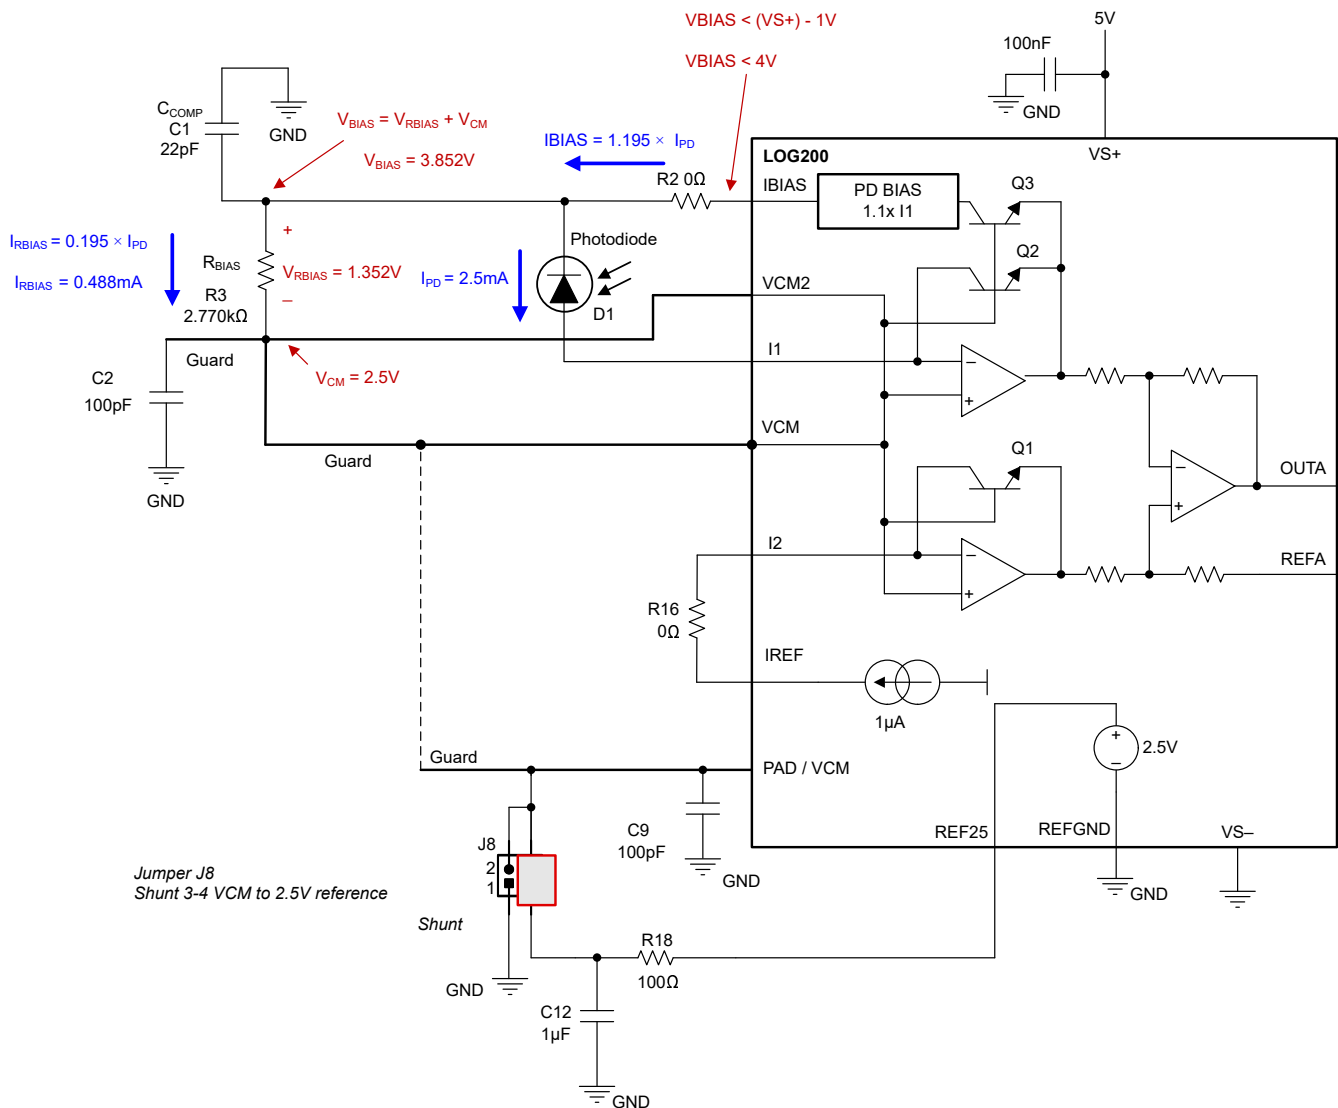 VBIAS < (VS+) - 1V
VBIAS < 4V
5V
100nF
GND
CCOMP
C1
22pF
GND
VBIAS = VRBIAS + VCM
VBIAS = 3.852V
IBIAS = 1.195 × IPD
R2 0Ω
LOG200
VS+
IBIAS
PD BIAS
1.1x I1
Q3
Q2
IRBIAS = 0.195 × IPD
IRBIAS = 0.488mA
RBIAS
R3
2.770kΩ
+
VRBIAS = 1.352V
–
IPD = 2.5mA
Photodiode
D1
VCM2
I1
Guard
VCM = 2.5V
C2
100pF
GND
VCM
Guard
–
+
Q1
–
+
OUTA
I2
–
+
REFA
R16
0Ω
IREF
1µA
+
–
2.5V
Guard
PAD / VCM
C9
100pF
GND
REF25
REFGND
VS–
GND
J8
2
1
Jumper J8
Shunt 3-4 VCM to 2.5V reference
Shunt
GND
R18
100Ω
C12
1µF
GND